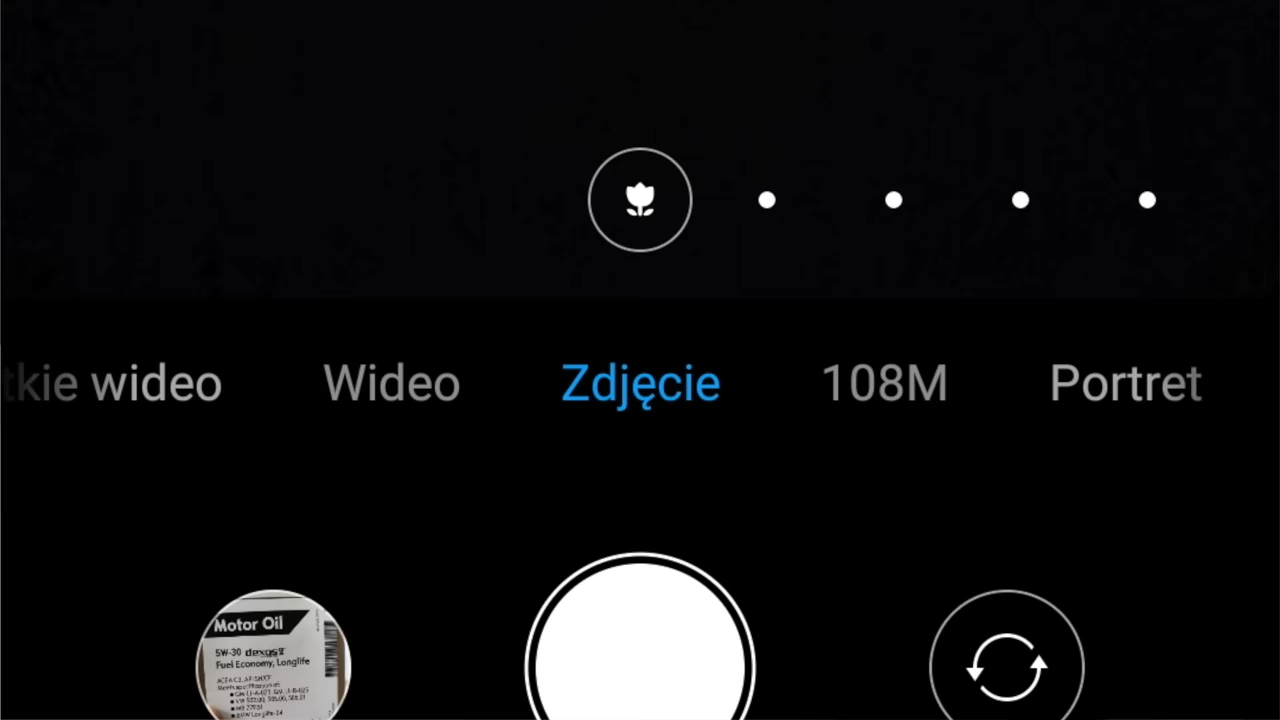 tkie wideo
Wideo
Zdjęcie
108M
Portret
Motor Oil
5W-30 dexos2
Fuel Economy, Longlife